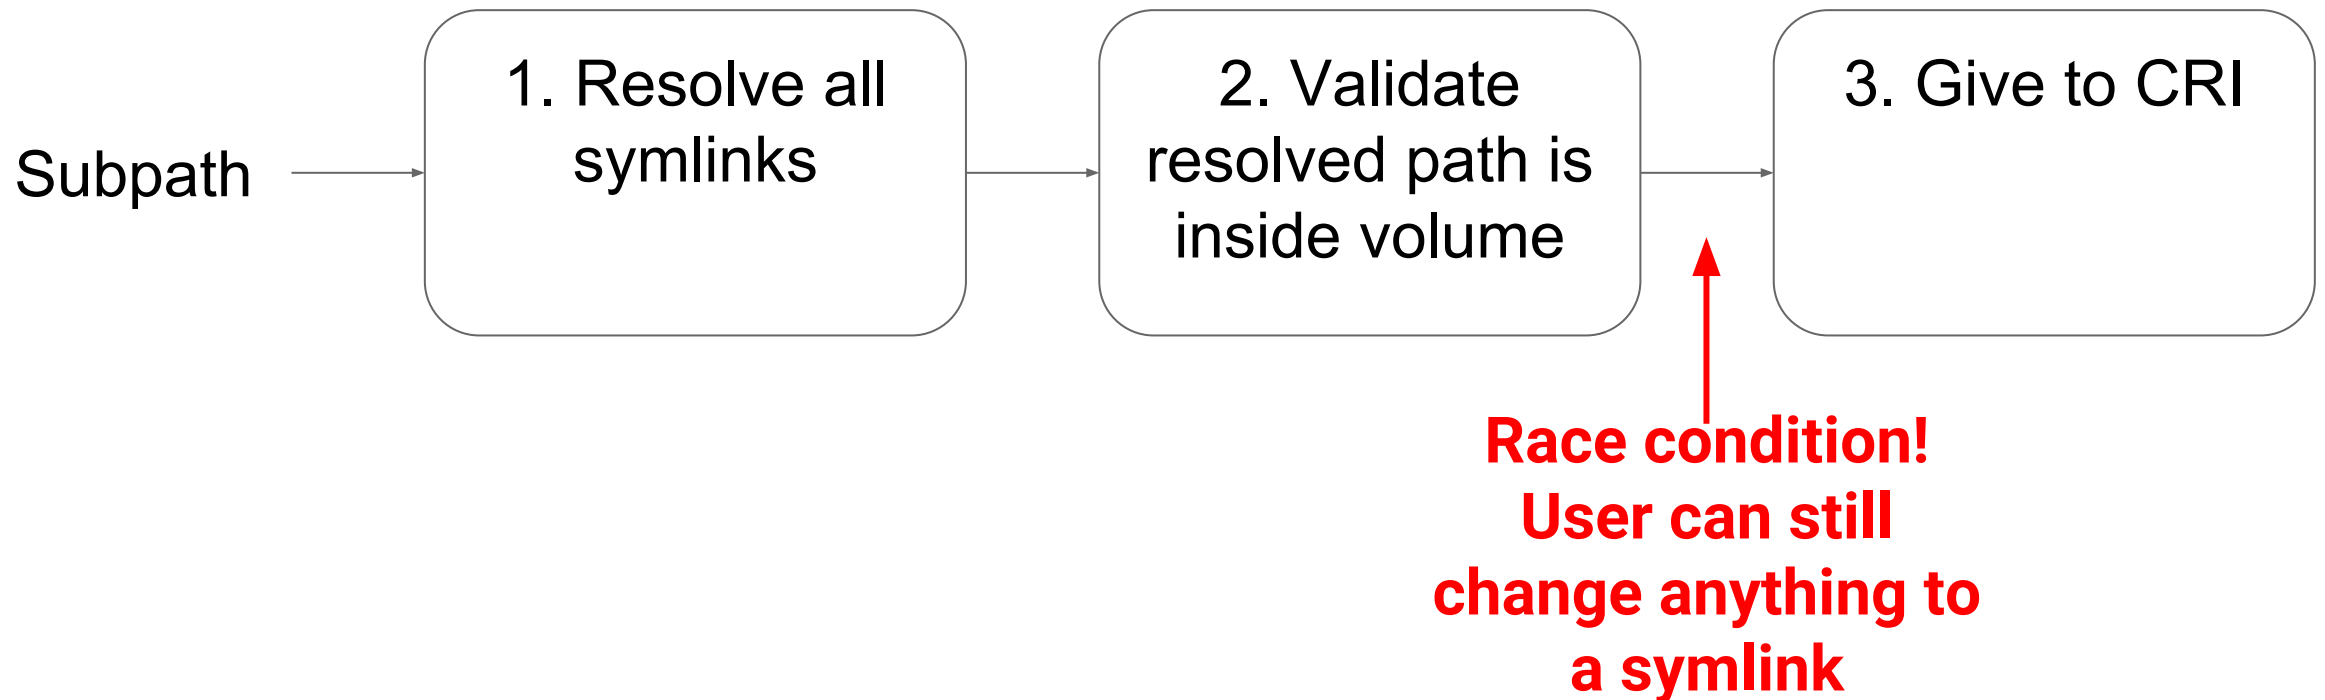 Subpath
1. Resolve all
symlinks
2. Validate
resolved path is
inside volume
3. Give to CRI
Race condition!
User can still
change anything to
a symlink